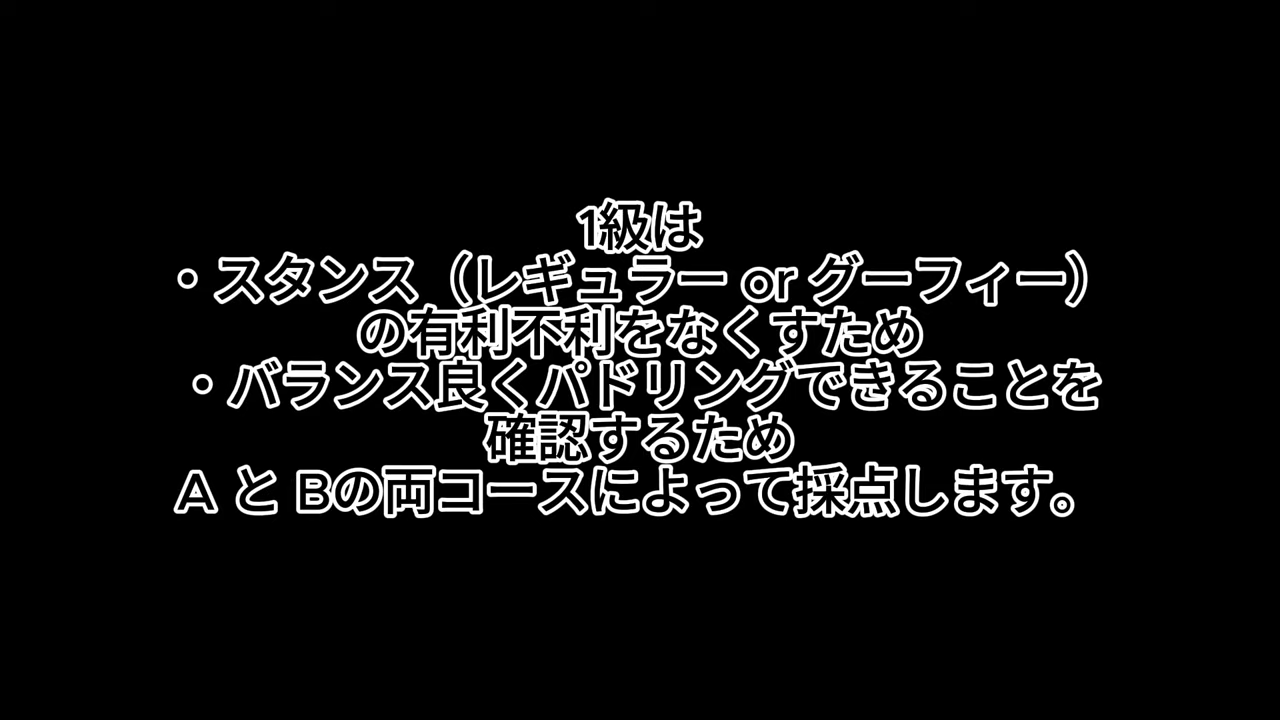 1級は
・スタンス（レギュラー or グーフィー）
の有利不利をなくすため
・バランス良くパドリングできることを
確認するため
A と Bの両コースによって採点します。